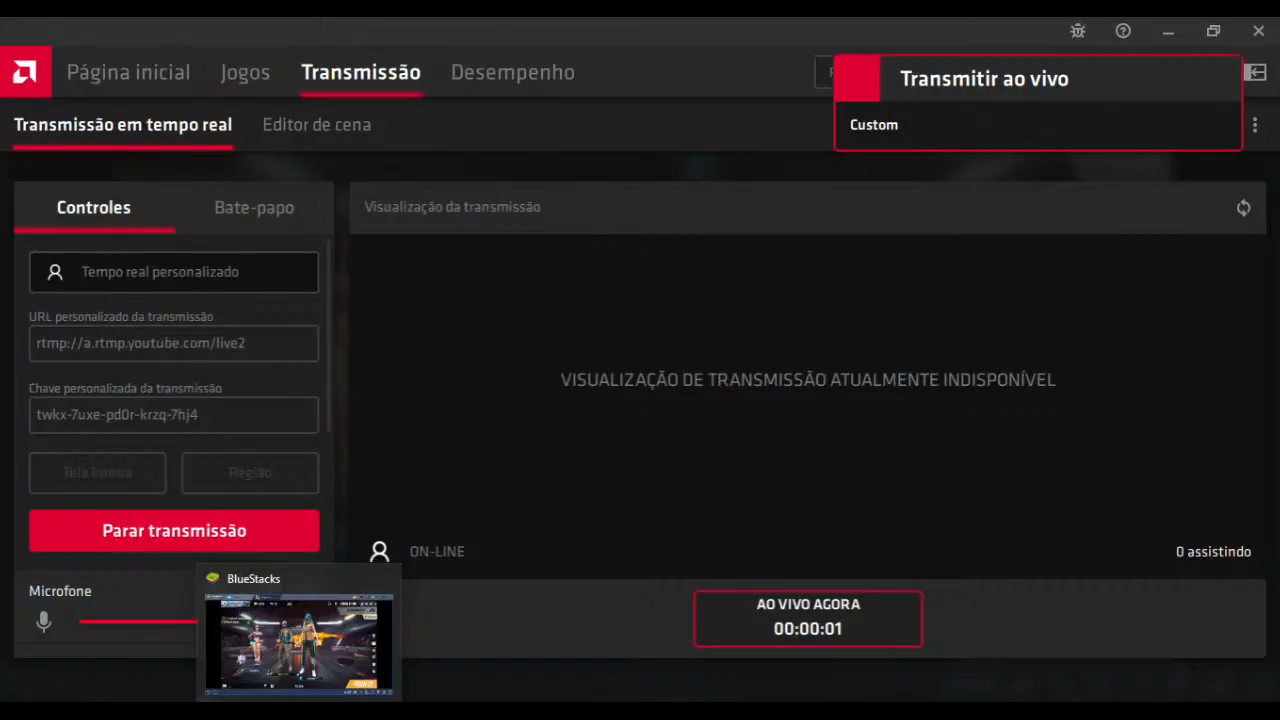 Página inicial
Jogos
Transmissão
Desempenho
Transmitir ao vivo
Custom
Transmissão em tempo real
Editor de cena
Controles
Bate-papo
Visualização da transmissão
Tempo real personalizado
URL personalizado da transmissão
rtmp://a.rtmp.youtube.com/live2
Chave personalizada da transmissão
twkx-7uxe-pd0r-krzq-7hj4
Tela inteira
Região
Parar transmissão
VISUALIZAÇÃO DE TRANSMISSÃO ATUALMENTE INDISPONÍVEL
ON-LINE
0 assistindo
BlueStacks
Microfone
AO VIVO AGORA
00:00:01